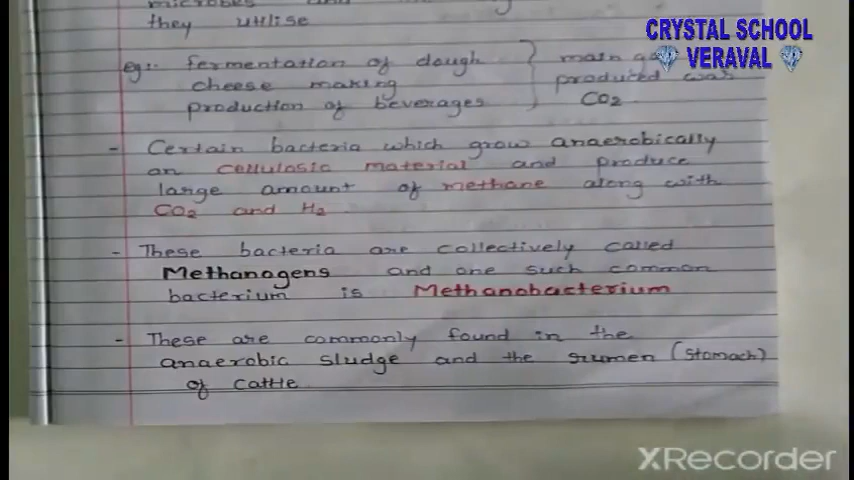 they utilise
CRYSTAL SCHOOL
VERAVAL
eg:- fermentation of dough
cheese making
production of beverages
main
produced was
CO2
- Certain bacteria which grow anaerobically
on cellulosic material and produce
large amount of methane along with
CO2 and H2
- These bacteria are collectively called
Methanogens and one such common
bacterium is Methanobacterium
- These are commonly found in the
anaerobic sludge and the rumen (stomach)
of cattle
XRecorder